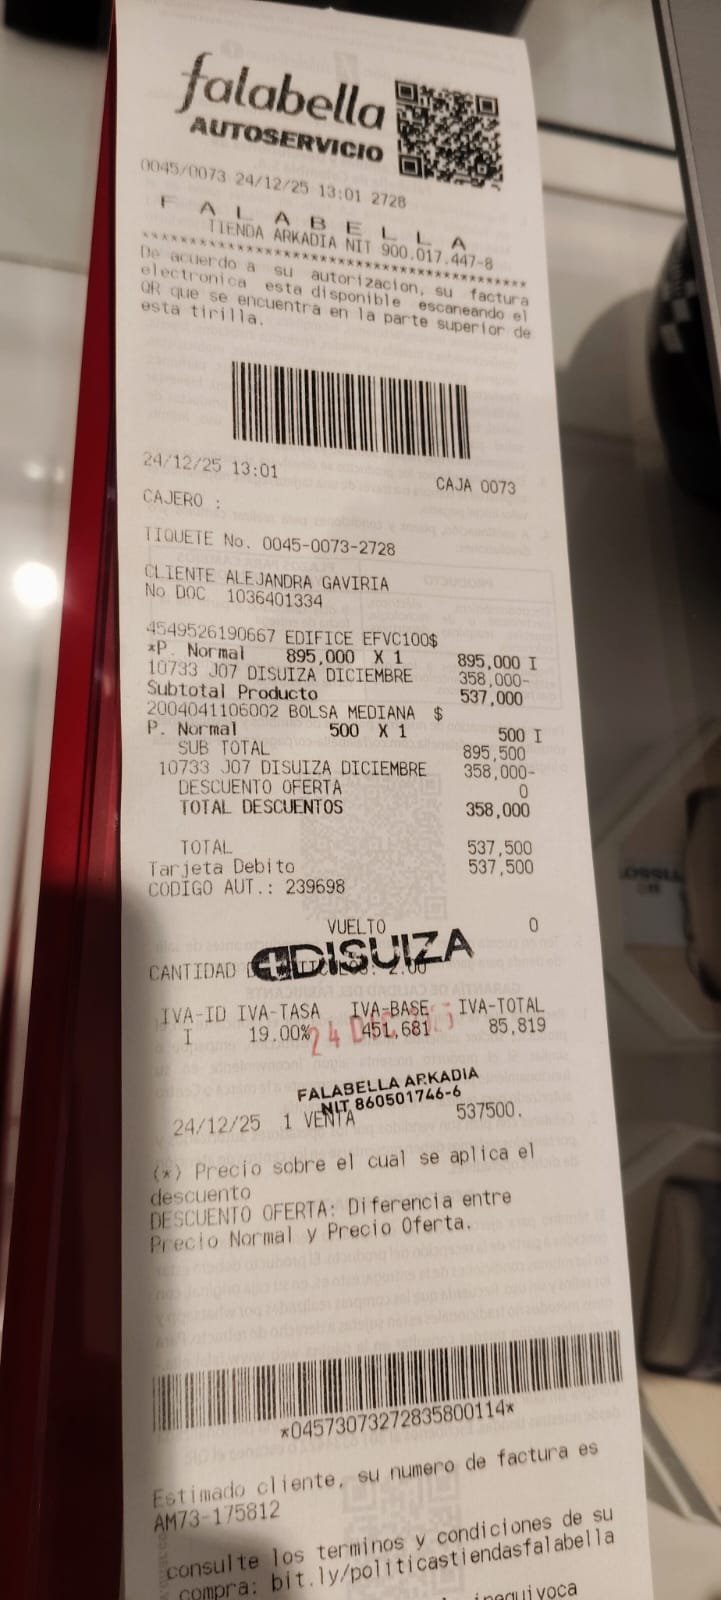 falabella
AUTOSERVICIO
0045/0073 24/12/25 13:01 2728
F A L A B E L L A
TIENDA ARKADIA NIT 900.017.447-8
De acuerdo a su autorizacion, su factura
electronica esta disponible escaneando el
QR que se encuentra en la parte superior de
esta tirilla.
24/12/25 13:01 CAJA 0073
CAJERO :
TIQUETE No. 0045-0073-2728
CLIENTE ALEJANDRA GAVIRIA
No DOC 1036401334
4549526190667 EDIFICE EFVC100$
*P. Normal 895,000 X 1 895,000 I
10733 J07 DISUIZA DICIEMBRE 358,000-
Subtotal Producto 537,000
2004041106002 BOLSA MEDIANA $
P. Normal 500 X 1 500 I
SUB TOTAL 895,500
10733 J07 DISUIZA DICIEMBRE 358,000-
DESCUENTO OFERTA 0
TOTAL DESCUENTOS 358,000
TOTAL 537,500
Tarjeta Debito 537,500
CODIGO AUT.: 239698
VUELTO 0
DISUIZA
CANTIDAD 2.00
IVA-ID IVA-TASA IVA-BASE IVA-TOTAL
I 19.00% 451,681 85,819
24 DIC
FALABELLA ARKADIA
NIT 860501746-6
24/12/25 1 VENTA 537500.
(*) Precio sobre el cual se aplica el
descuento
DESCUENTO OFERTA: Diferencia entre
Precio Normal y Precio Oferta.
*04573073272835800114*
Estimado cliente, su numero de factura es
AM73-175812
consulte los terminos y condiciones de su
compra: bit.ly/politicastiendasfalabella
inequivoca